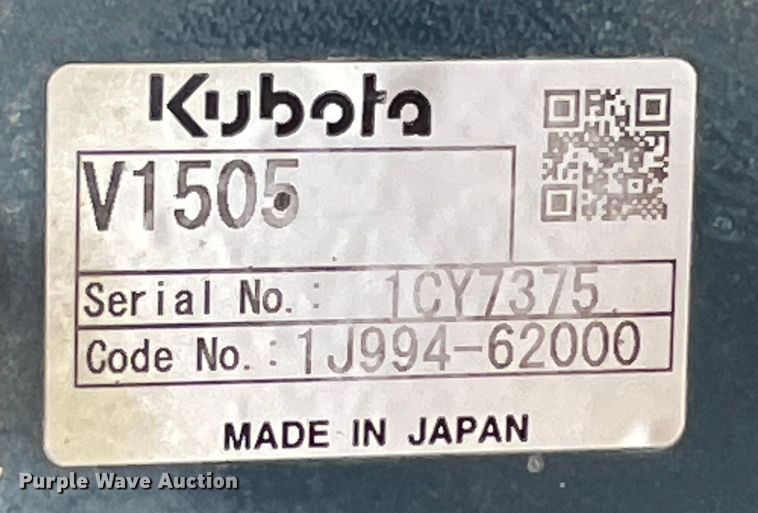 Kubota
V1505
Serial No.: 1CY7375
Code No.: 1J994-62000
MADE IN JAPAN
Purple Wave Auction